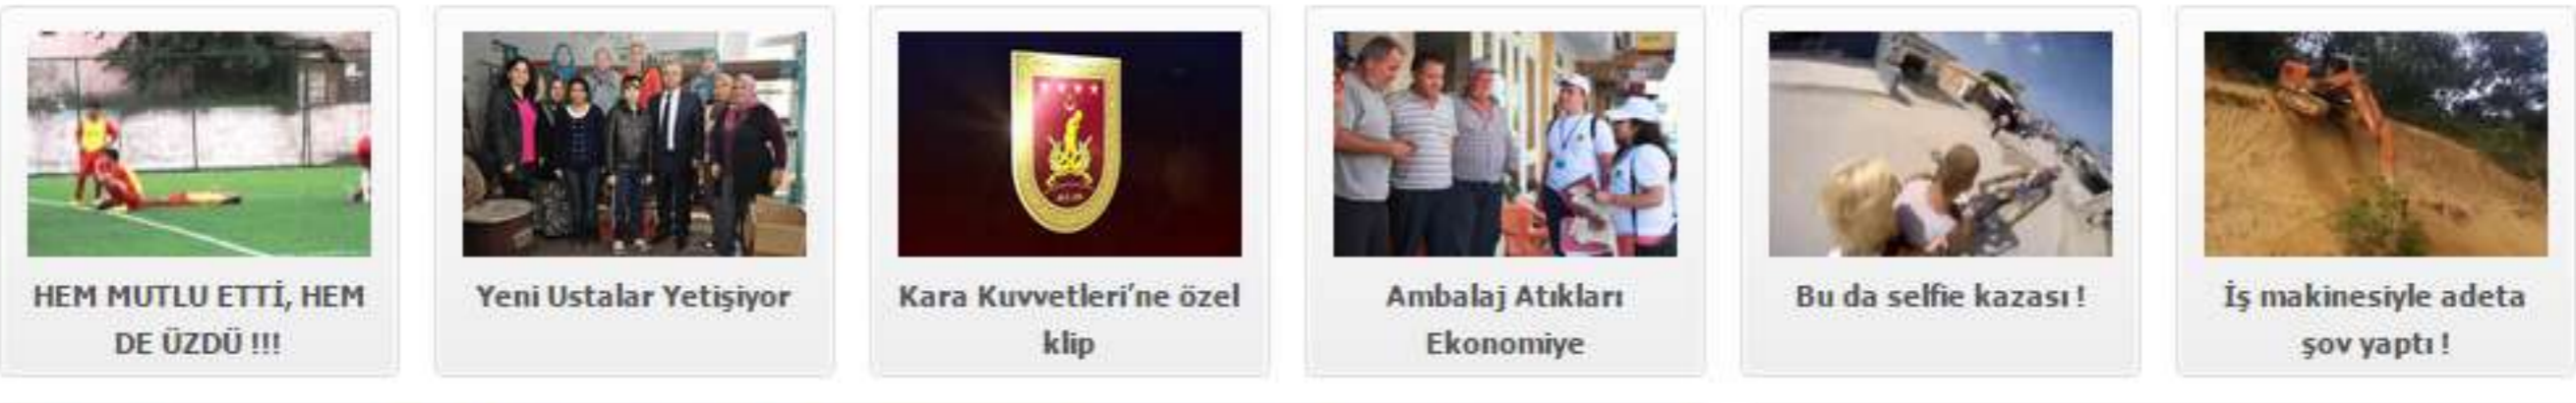 HEM MUTLU ETTİ, HEM
DE ÜZDÜ !!!
Yeni Ustalar Yetişiyor
Kara Kuvvetleri’ne özel
klip
Ambalaj Atıkları
Ekonomiye
Bu da selfie kazası !
İş makinesiyle adeta
şov yaptı !